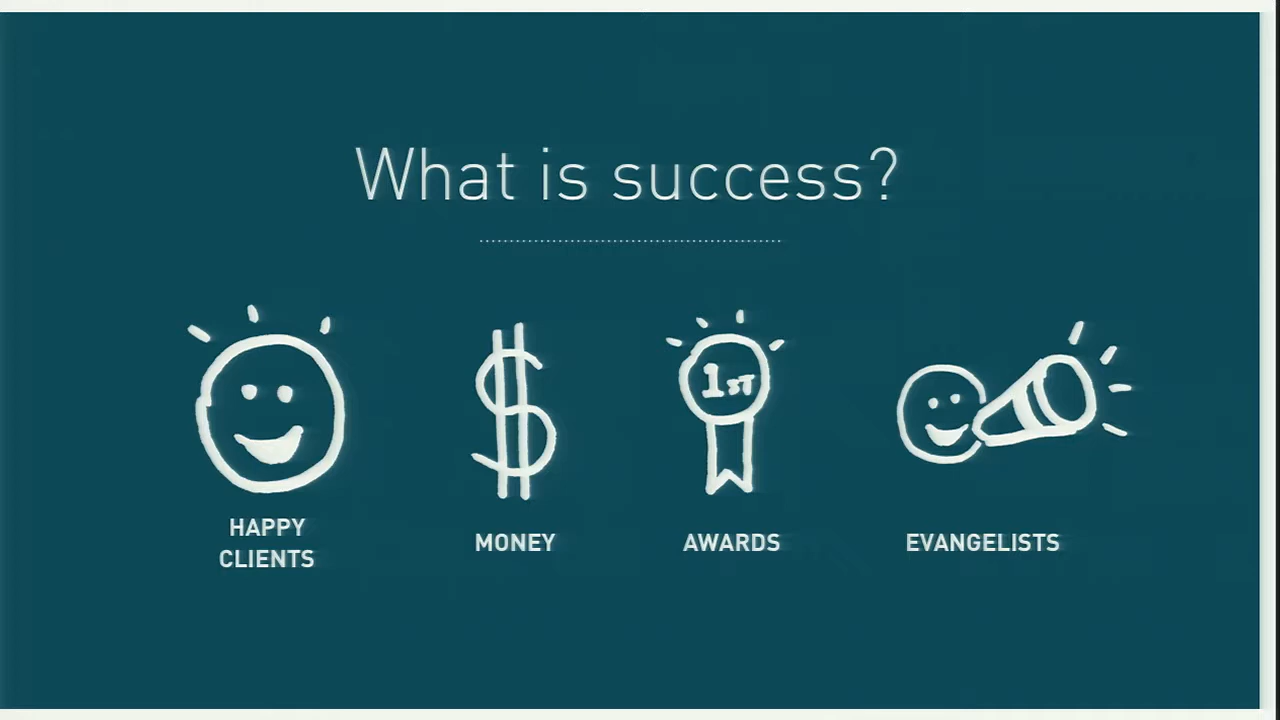 What is success?
1ST
HAPPY
CLIENTS
MONEY
AWARDS
EVANGELISTS